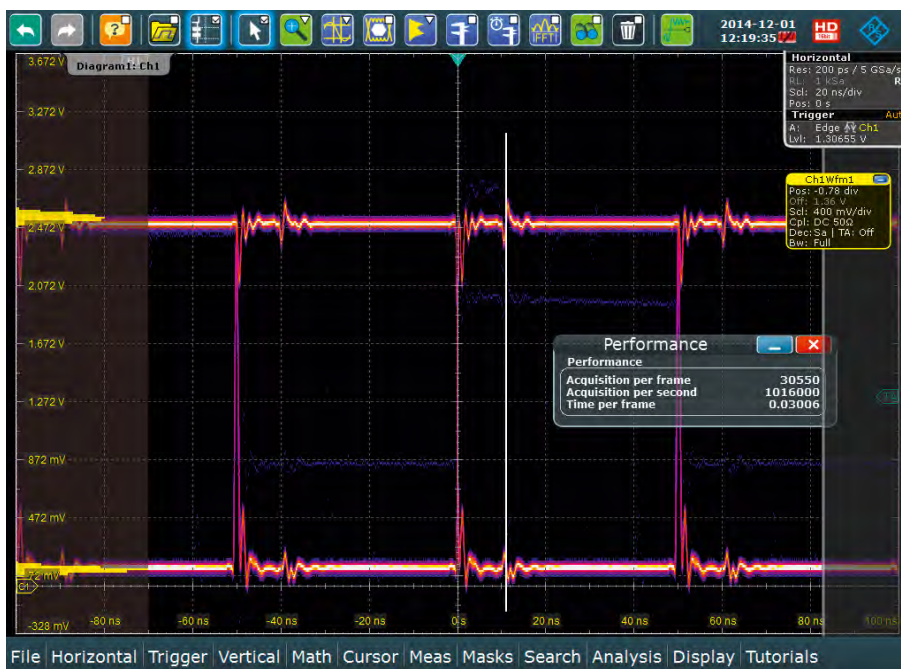 2014-12-01
12:19:35
HD
FFT
?
Diagram1: Ch1
3.672 V
3.272 V
2.872 V
2.472 V
2.072 V
1.672 V
1.272 V
872 mV
472 mV
72 mV
-328 mV
C1
-80 ns
-60 ns
-40 ns
-20 ns
0 s
20 ns
40 ns
60 ns
80 ns
100 ns
Horizontal
Res: 200 ps / 5 GSa/s
RL: 1 kSa R
Scl: 20 ns/div
Pos: 0 s
Trigger Aut
A: Edge Ch1
Lvl: 1.30655 V
Ch1Wfm1
Pos: -0.78 div
Off: 1.36 V
Scl: 400 mV/div
Cpl: DC 50Ω
Dec: Sa | TA: Off
Bw: Full
Performance
Performance
Acquisition per frame 30550
Acquisition per second 1016000
Time per frame 0.03006
File Horizontal Trigger Vertical Math Cursor Meas Masks Search Analysis Display Tutorials